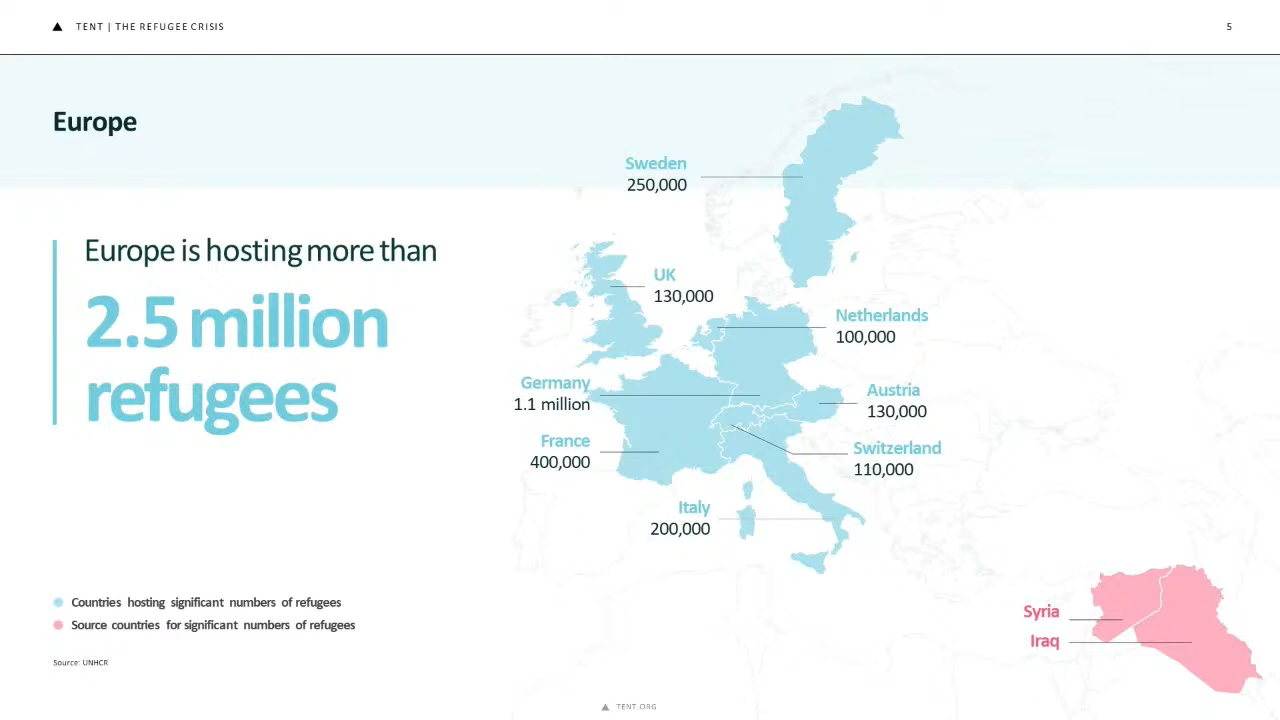 TENT | THE REFUGEE CRISIS
5
Europe
Europe is hosting more than
2.5 million
refugees
Sweden
250,000
UK
130,000
Netherlands
100,000
Germany
1.1 million
Austria
130,000
France
400,000
Switzerland
110,000
Italy
200,000
Syria
Iraq
Countries hosting significant numbers of refugees
Source countries for significant numbers of refugees
Source: UNHCR
TENT.ORG